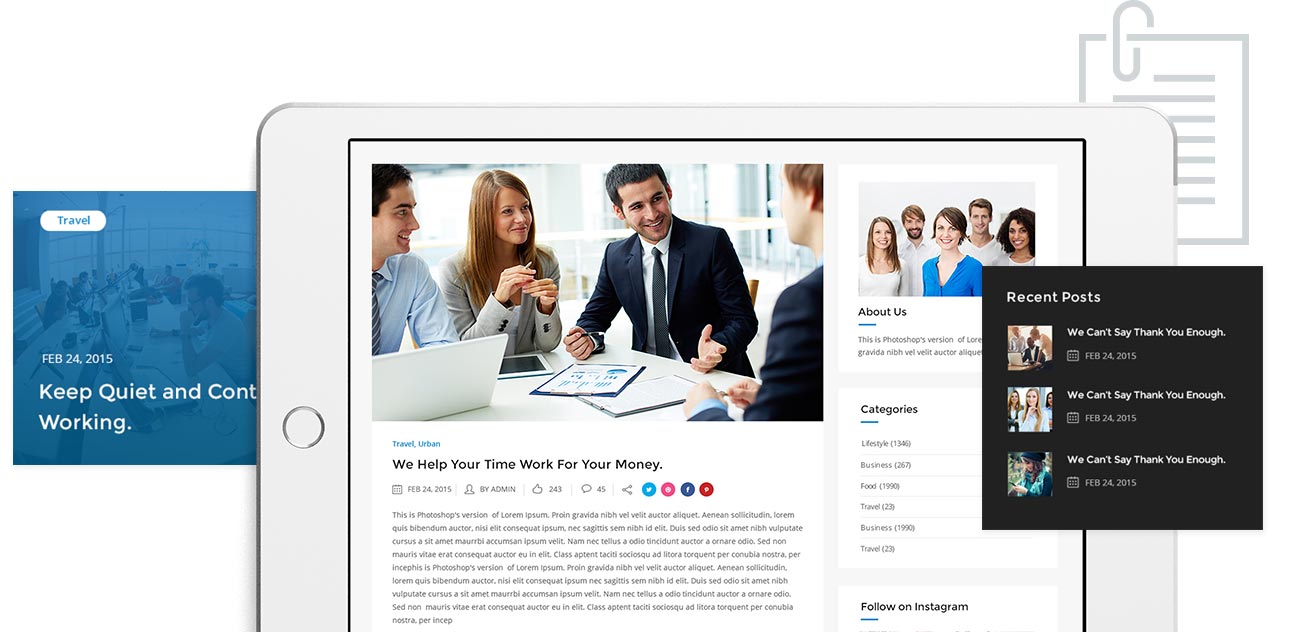 Travel
FEB 24, 2015
Keep Quiet and Cont
Working.
Travel, Urban
We Help Your Time Work For Your Money.
FEB 24, 2015 BY ADMIN 243 45
This is Photoshop's version of Lorem Ipsum. Proin gravida nibh vel velit auctor aliquet. Aenean sollicitudin, lorem
quis bibendum auctor, nisi elit consequat ipsum, nec sagittis sem nibh id elit. Duis sed odio sit amet nibh vulputate
cursus a sit amet maurrbi accumsan ipsum velit. Nam nec tellus a odio tincidunt auctor a ornare odio. Sed non
mauris vitae erat consequat auctor eu in elit. Class aptent taciti sociosqu ad litora torquent per conubia nostra, per
incephis in Photoshop's version of Lorem Ipsum. Proin gravida nibh vel velit auctor aliquet. Aenean sollicitudin,
lorem quis bibendum auctor, nisi elit consequat ipsum nec sagittis sem nibh id elit. Duis sed odio sit amet nibh
vulputate cursus a sit amet maurrbi accumsan ipsum velit. Nam nec tellus a odio tincidunt auctor a ornare odio.
Sed non mauris vitae erat consequat auctor eu in elit. Class aptent taciti sociosqu ad litora torquent per conubia
nostra, per incep
About Us
This is Photoshop's version of Lore
gravida nibh vel velit auctor aliquet
Categories
Lifestyle (1346)
Business (267)
Food (1990)
Travel (23)
Business (1990)
Travel (23)
Follow on Instagram
Recent Posts
We Can't Say Thank You Enough.
FEB 24, 2015
We Can't Say Thank You Enough.
FEB 24, 2015
We Can't Say Thank You Enough.
FEB 24, 2015